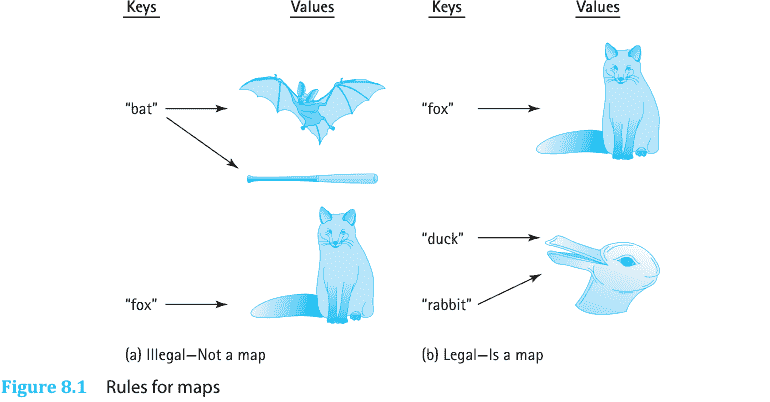 Keys Values Keys Values
“bat” “fox”
“duck”
“fox” “rabbit”
(a) Illegal—Not a map (b) Legal—Is a map
Figure 8.1 Rules for maps